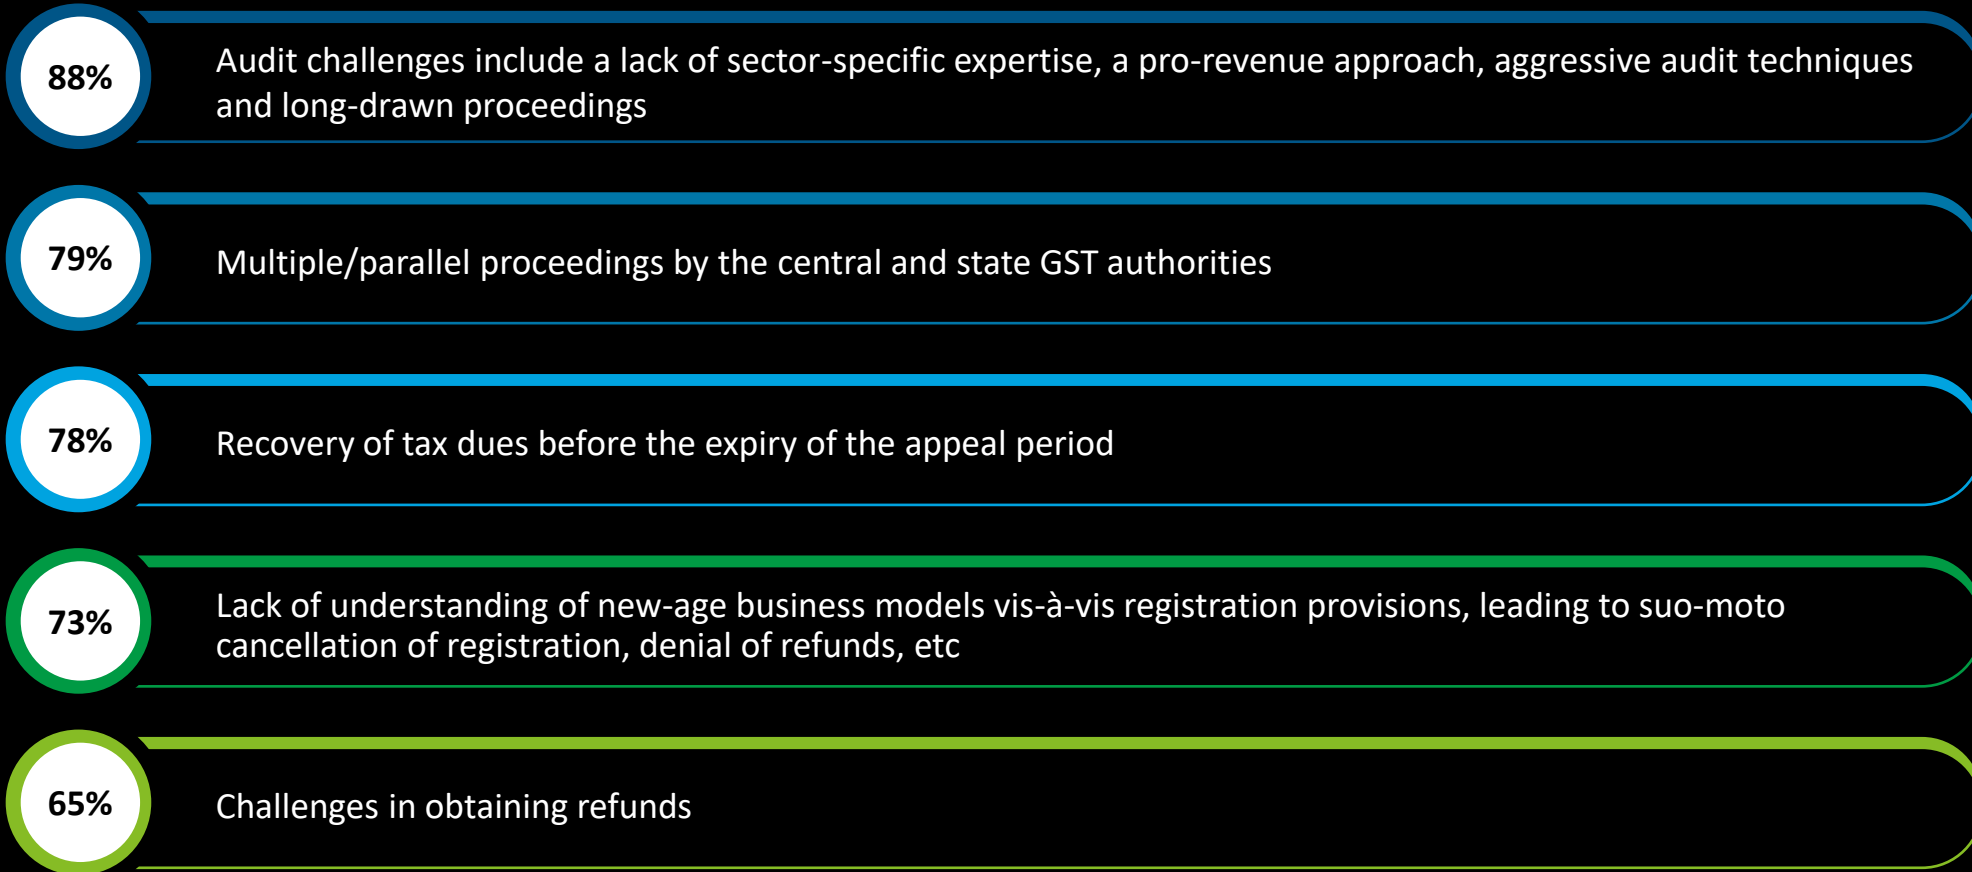 88%
Audit challenges include a lack of sector-specific expertise, a pro-revenue approach, aggressive audit techniques
and long-drawn proceedings
79%
Multiple/parallel proceedings by the central and state GST authorities
78%
Recovery of tax dues before the expiry of the appeal period
73%
Lack of understanding of new-age business models vis-à-vis registration provisions, leading to suo-moto
cancellation of registration, denial of refunds, etc
65%
Challenges in obtaining refunds